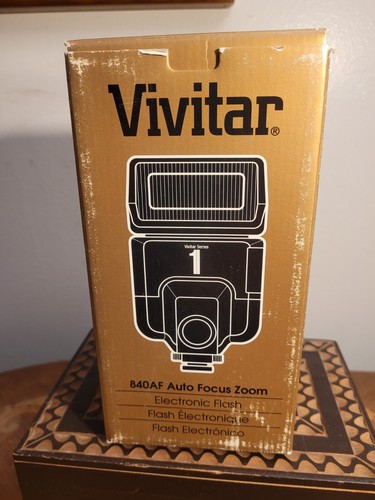 Vivitar®
Vivitar Series
1
840AF Auto Focus Zoom
Electronic Flash
Flash Électronique
Flash Electrónico